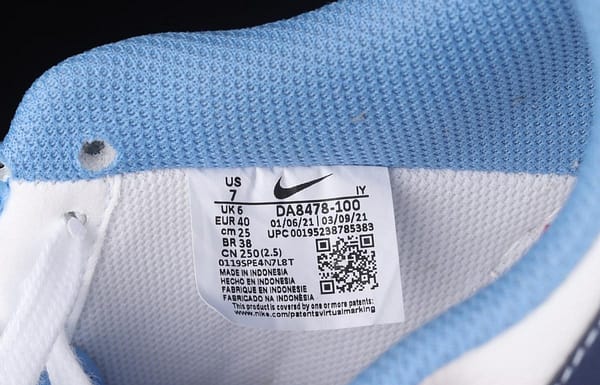 US
7
IY
UK 6
DA8478-100
EUR 40
01/06/21 | 03/09/21
cm 25
UPC 00195238785383
BR 38
CN 250 (2.5)
0119SPE4N7L8T
MADE IN INDONESIA
HECHO EN INDONESIA
FABRIQUE EN INDONESIE
FABRICADO NA INDONESIA
This product is covered by one or more patents:
www.nike.com/patentsvirtualmarking